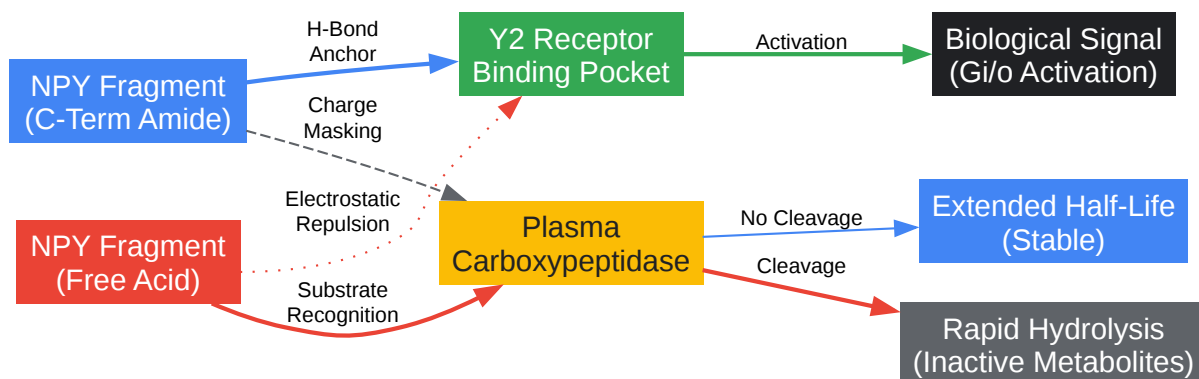 H-Bond
Anchor
Y2 Receptor
Binding Pocket
Activation
Biological Signal
(Gi/o Activation)
NPY Fragment
(C-Term Amide)
Charge
Masking
Electrostatic
Repulsion
Plasma
Carboxypeptidase
No Cleavage
Extended Half-Life
(Stable)
NPY Fragment
(Free Acid)
Cleavage
Substrate
Recognition
Rapid Hydrolysis
(Inactive Metabolites)